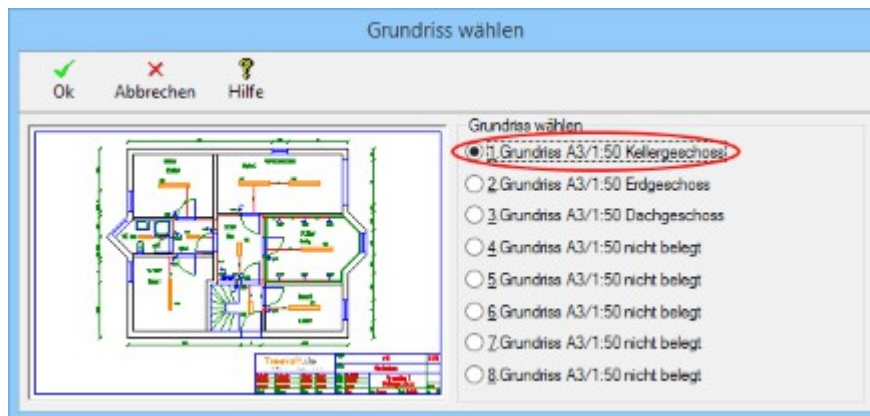 Grundriss wählen
Ok
Abbrechen
Hilfe
Grundriss wählen
1.Grundriss A3/1:50 Kellergeschoss
2.Grundriss A3/1:50 Erdgeschoss
3.Grundriss A3/1:50 Dachgeschoss
4.Grundriss A3/1:50 nicht belegt
5.Grundriss A3/1:50 nicht belegt
6.Grundriss A3/1:50 nicht belegt
7.Grundriss A3/1:50 nicht belegt
8.Grundriss A3/1:50 nicht belegt